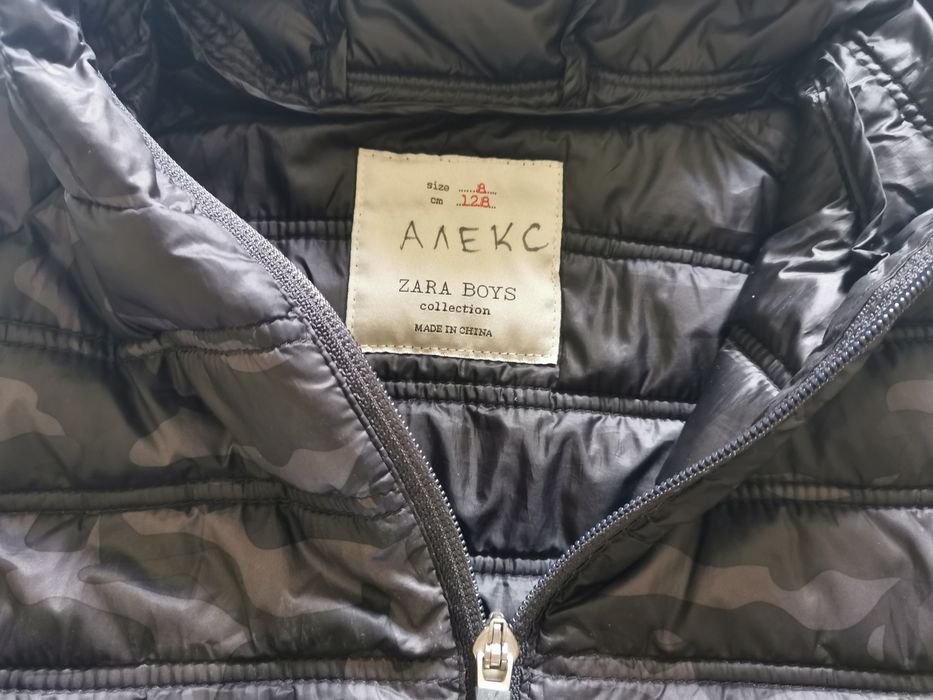 size ......8....
cm ..128..
АЛЕКС
ZARA BOYS
collection
MADE IN CHINA